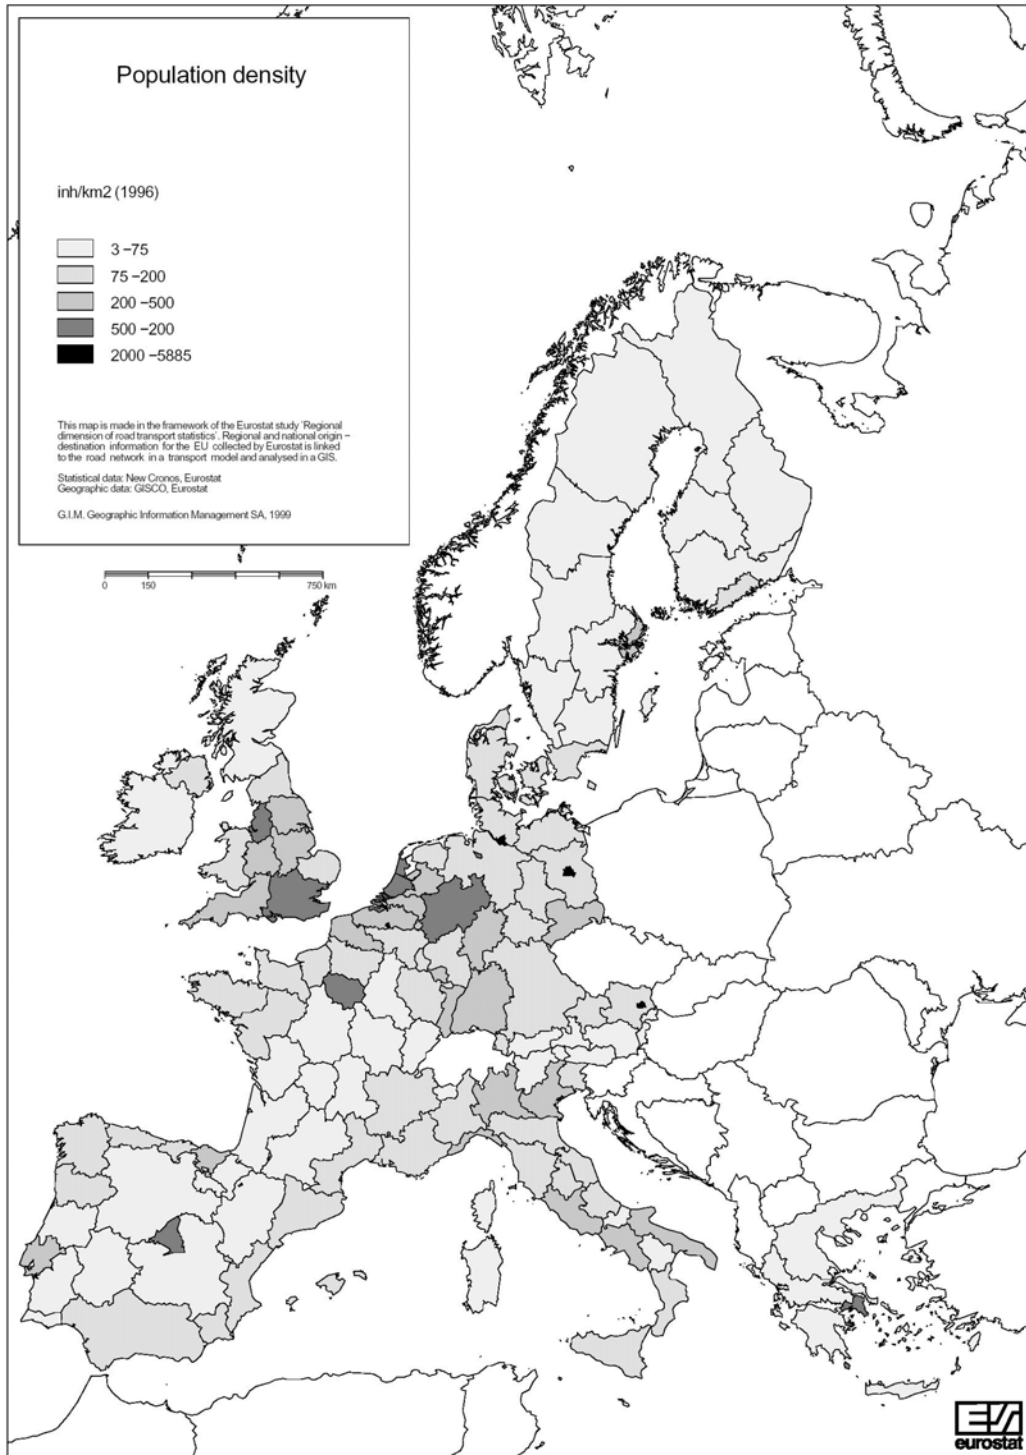 Population density
inh/km2 (1996)
3 –75
75 –200
200 –500
500 –200
2000 –5885
This map is made in the framework of the Eurostat study 'Regional
dimension of road transport statistics'. Regional and national origin –
destination information for the EU collected by Eurostat is linked
to the road network in a transport model and analysed in a GIS.
Statistical data: New Cronos, Eurostat
Geographic data: GISCO, Eurostat
G.I.M. Geographic Information Management SA, 1999
0 150 750 km
eurostat